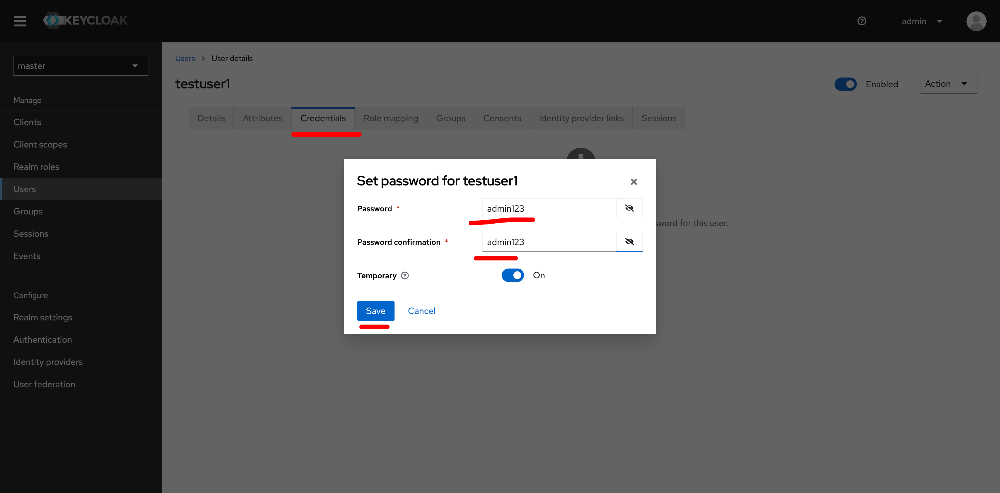 KEYCLOAK
admin
master
Manage
Clients
Client scopes
Realm roles
Users
Groups
Sessions
Events
Configure
Realm settings
Authentication
Identity providers
User federation
Users > User details
testuser1
Enabled
Action
Details Attributes Credentials Role mapping Groups Consents Identity provider links Sessions
Set password for testuser1
Password *
admin123
Password confirmation *
admin123
Temporary
On
Save Cancel
for this user.